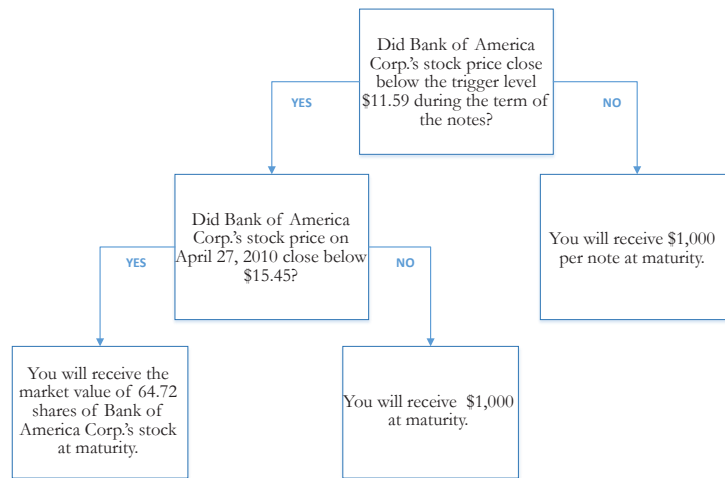 Did Bank of America
Corp.'s stock price close
below the trigger level
$11.59 during the term of
the notes?
YES
NO
Did Bank of America
Corp.'s stock price on
April 27, 2010 close below
$15.45?
You will receive $1,000
per note at maturity.
YES
NO
You will receive the
market value of 64.72
shares of Bank of
America Corp.'s stock
at maturity.
You will receive $1,000
at maturity.